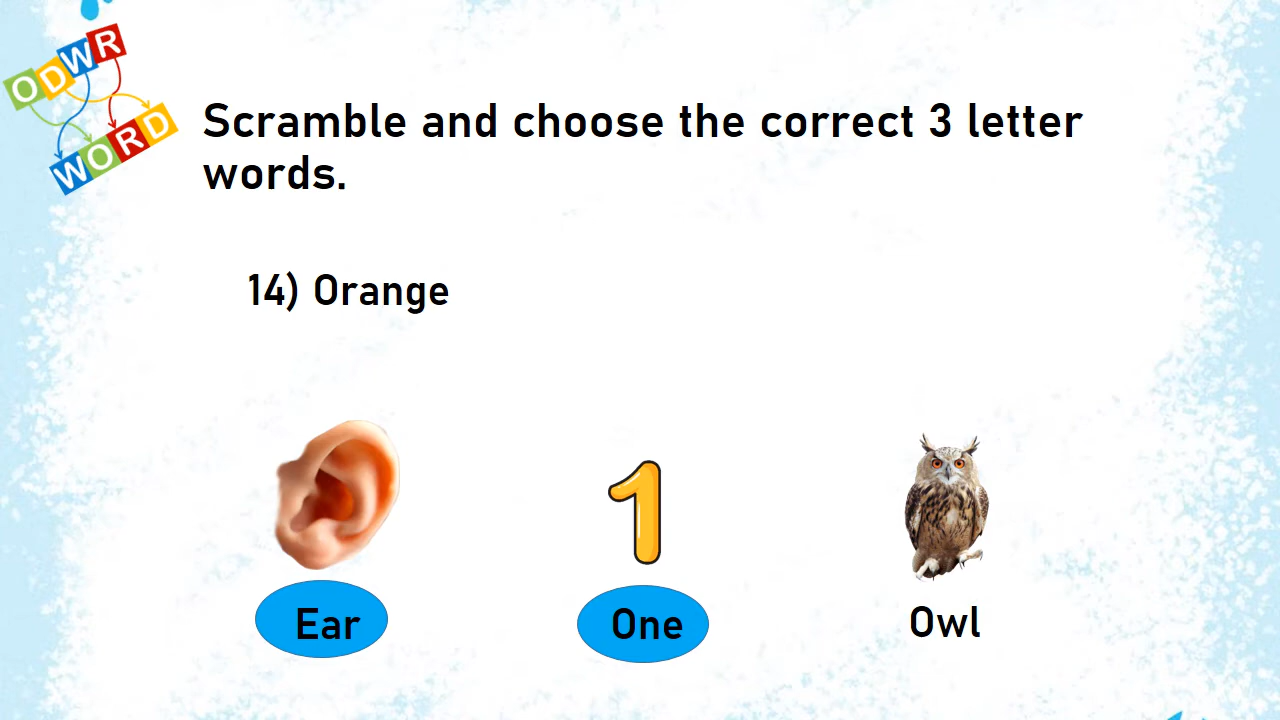 ODWR
WORD
Scramble and choose the correct 3 letter
words.
14) Orange
1
Ear
One
Owl